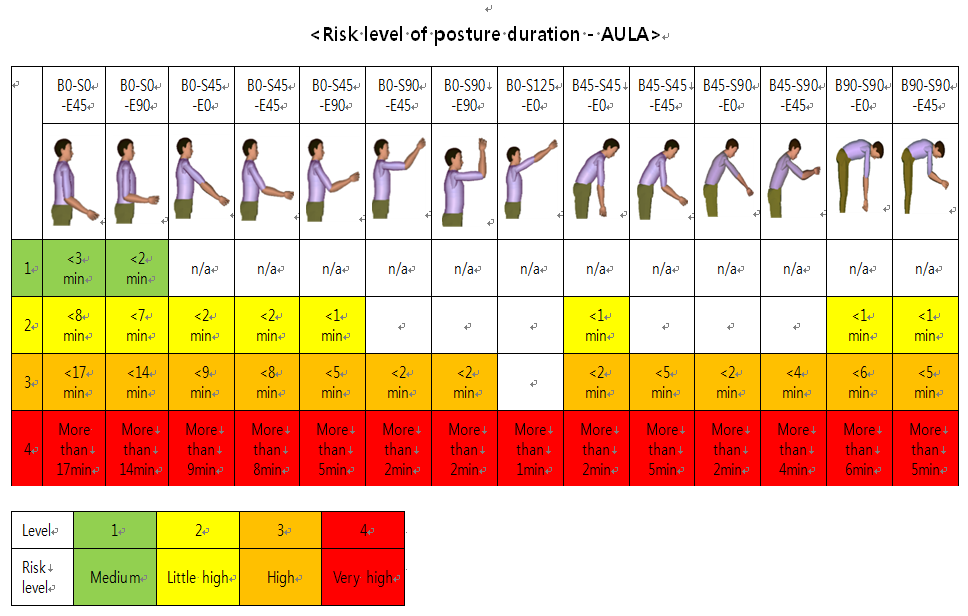 <Risk level of posture duration - AULA>
B0-S0 B0-S0 B0-S45 B0-S45 B0-S45 B0-S90 B0-S90 B0-S125 B45-S45 B45-S45 B45-S90 B45-S90 B90-S90 B90-S90
-E45 -E90 -E0 -E45 -E90 -E45 -E90 -E0 -E0 -E45 -E0 -E45 -E0 -E45
1 <3 min <2 min n/a n/a n/a n/a n/a n/a n/a n/a n/a n/a n/a n/a
2 <8 min <7 min <2 min <2 min <1 min <1 min <1 min <1 min
3 <17 min <14 min <9 min <8 min <5 min <2 min <2 min <2 min <5 min <2 min <4 min <6 min <5 min
4 More than 17min More than 14min More than 9min More than 8min More than 5min More than 2min More than 2min More than 1min More than 2min More than 5min More than 2min More than 4min More than 6min More than 5min
Level 1 2 3 4
Risk level Medium Little high High Very high